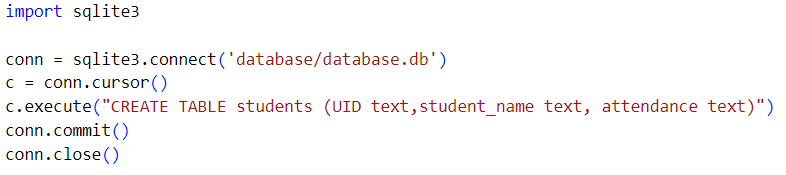 import sqlite3
conn = sqlite3.connect('database/database.db')
c = conn.cursor()
c.execute("CREATE TABLE students (UID text,student_name text, attendance text)")
conn.commit()
conn.close()